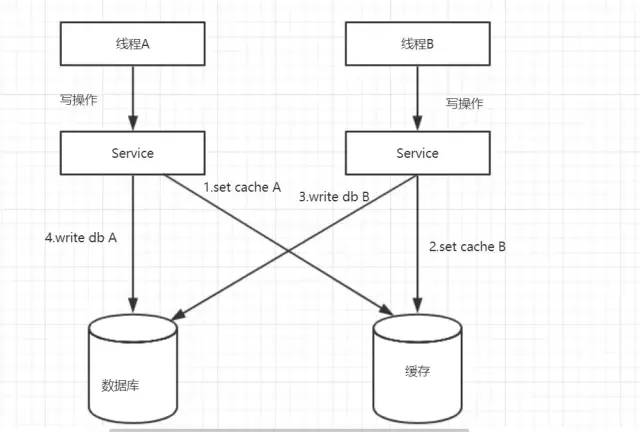 线程A
线程B
写操作
写操作
Service
Service
1.set cache A
3.write db B
4.write db A
2.set cache B
数据库
缓存